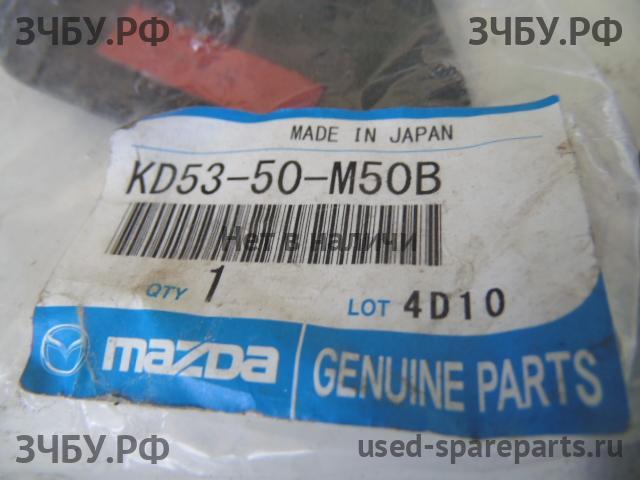 ЗЧБУ.РФ ЗЧБУ.РФ
MADE IN JAPAN
KD53-50-M50B
Нет в наличи
QTY 1 LOT 4D10
mazda GENUINE PARTS
ЗЧБУ.РФ used-spareparts.ru